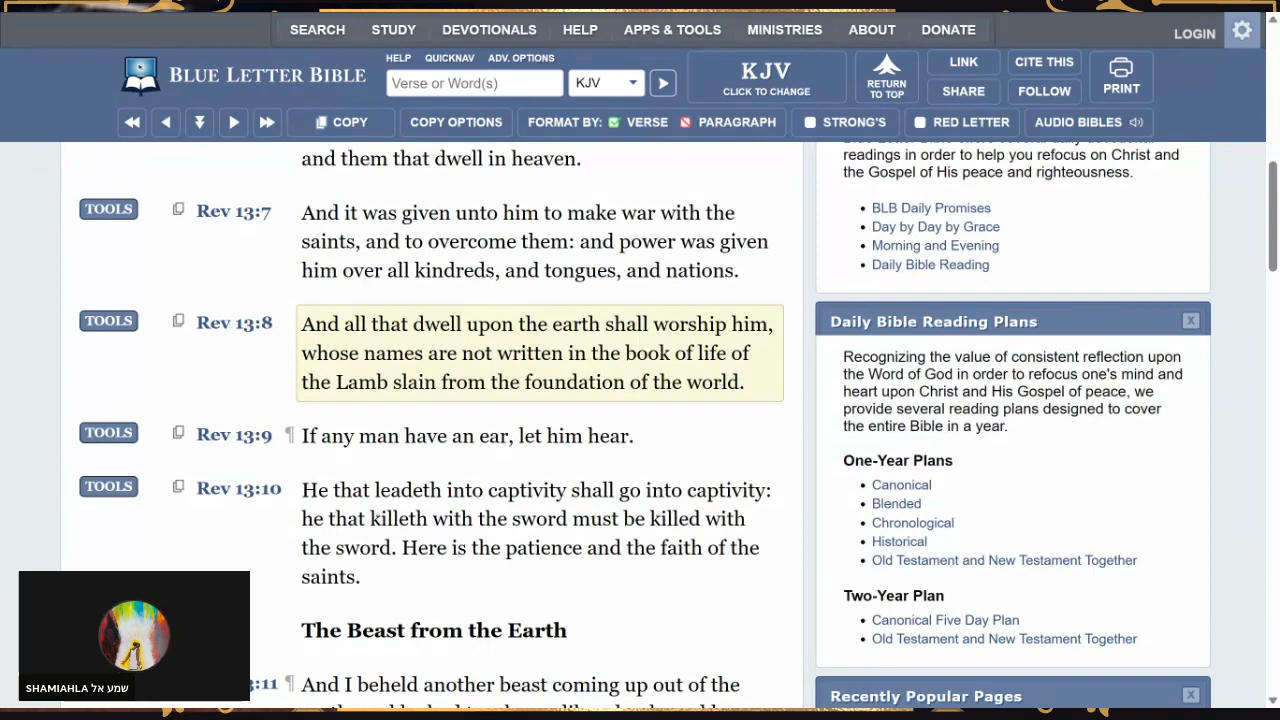 SEARCH STUDY DEVOTIONALS HELP APPS & TOOLS MINISTRIES ABOUT DONATE
LOGIN
BLUE LETTER BIBLE
HELP QUICKNAV ADV. OPTIONS
Verse or Word(s)
KJV
KJV
CLICK TO CHANGE
RETURN
TO TOP
LINK
CITE THIS
SHARE
FOLLOW
PRINT
COPY
COPY OPTIONS
FORMAT BY: VERSE PARAGRAPH
STRONG'S
RED LETTER
AUDIO BIBLES
and them that dwell in heaven.
TOOLS
Rev 13:7
And it was given unto him to make war with the
saints, and to overcome them: and power was given
him over all kindreds, and tongues, and nations.
TOOLS
Rev 13:8
And all that dwell upon the earth shall worship him,
whose names are not written in the book of life of
the Lamb slain from the foundation of the world.
TOOLS
Rev 13:9
¶ If any man have an ear, let him hear.
TOOLS
Rev 13:10
He that leadeth into captivity shall go into captivity:
he that killeth with the sword must be killed with
the sword. Here is the patience and the faith of the
saints.
The Beast from the Earth
:11
¶ And I beheld another beast coming up out of the
SHAMIAHLA שמע אל
readings in order to help you refocus on Christ and
the Gospel of His peace and righteousness.
BLB Daily Promises
Day by Day by Grace
Morning and Evening
Daily Bible Reading
Daily Bible Reading Plans
Recognizing the value of consistent reflection upon
the Word of God in order to refocus one's mind and
heart upon Christ and His Gospel of peace, we
provide several reading plans designed to cover
the entire Bible in a year.
One-Year Plans
Canonical
Blended
Chronological
Historical
Old Testament and New Testament Together
Two-Year Plan
Canonical Five Day Plan
Old Testament and New Testament Together
Recently Popular Pages